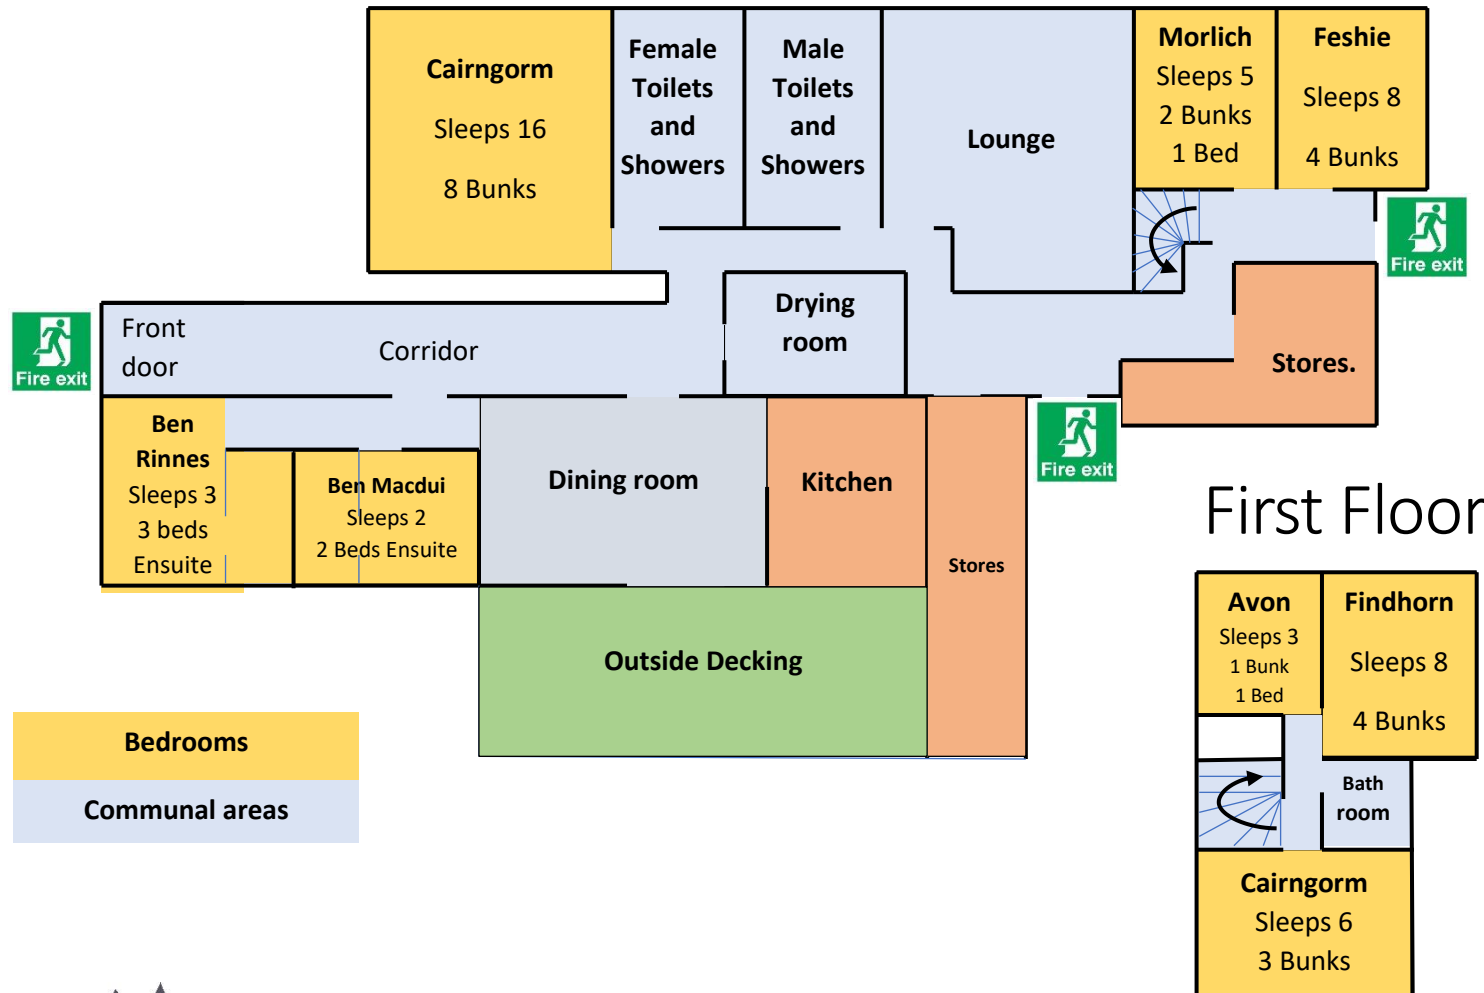 Cairngorm
Sleeps 16
8 Bunks
Female
Toilets
and
Showers
Male
Toilets
and
Showers
Lounge
Morlich
Sleeps 5
2 Bunks
1 Bed
Feshie
Sleeps 8
4 Bunks
Fire exit
Front
door
Corridor
Fire exit
Drying
room
Stores.
Ben
Rinnes
Sleeps 3
3 beds
Ensuite
Ben Macdui
Sleeps 2
2 Beds Ensuite
Dining room
Kitchen
Stores
Fire exit
Outside Decking
First Floor
Avon
Sleeps 3
1 Bunk
1 Bed
Findhorn
Sleeps 8
4 Bunks
Bath
room
Cairngorm
Sleeps 6
3 Bunks
Bedrooms
Communal areas